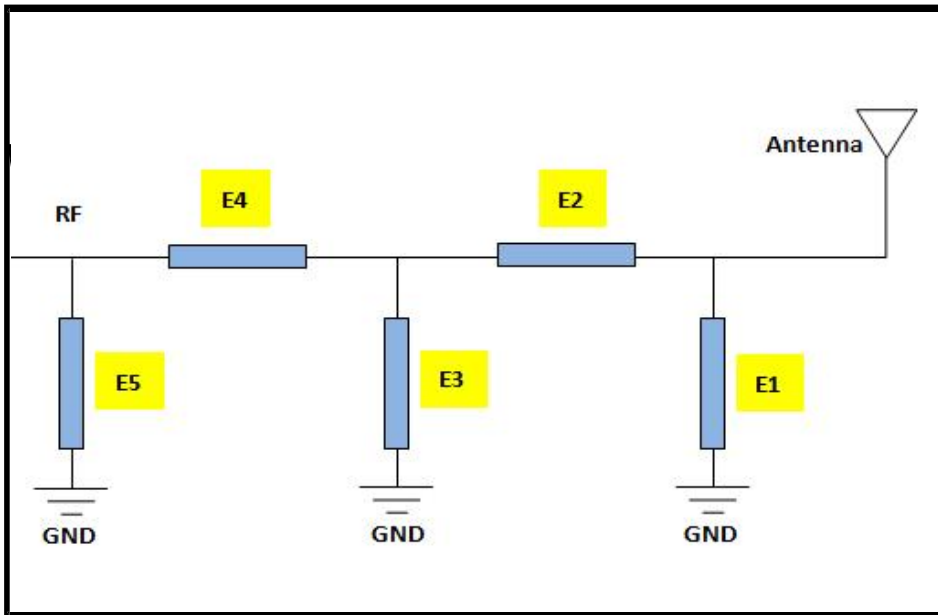 Antenna
E4
E2
RF
E5
E3
E1
GND
GND
GND